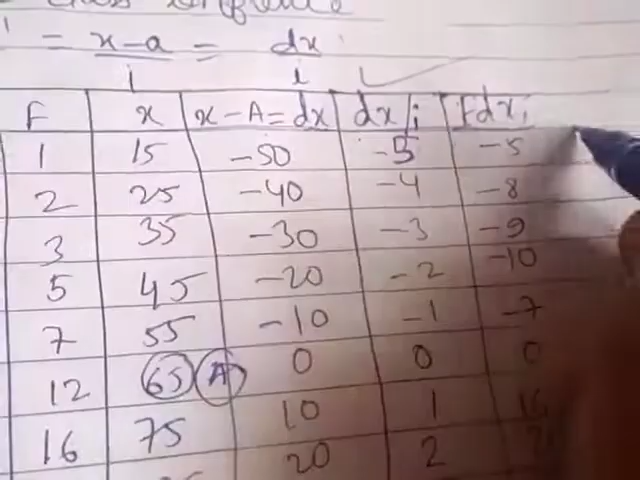 = x-a = dx
i i
F x x-A=dx dx/i Fdxi
1 15 -50 -5 -5
2 25 -40 -4 -8
3 35 -30 -3 -9
5 45 -20 -2 -10
7 55 -10 -1 -7
12 65 A 0 0 0
16 75 10 1 16
20 2